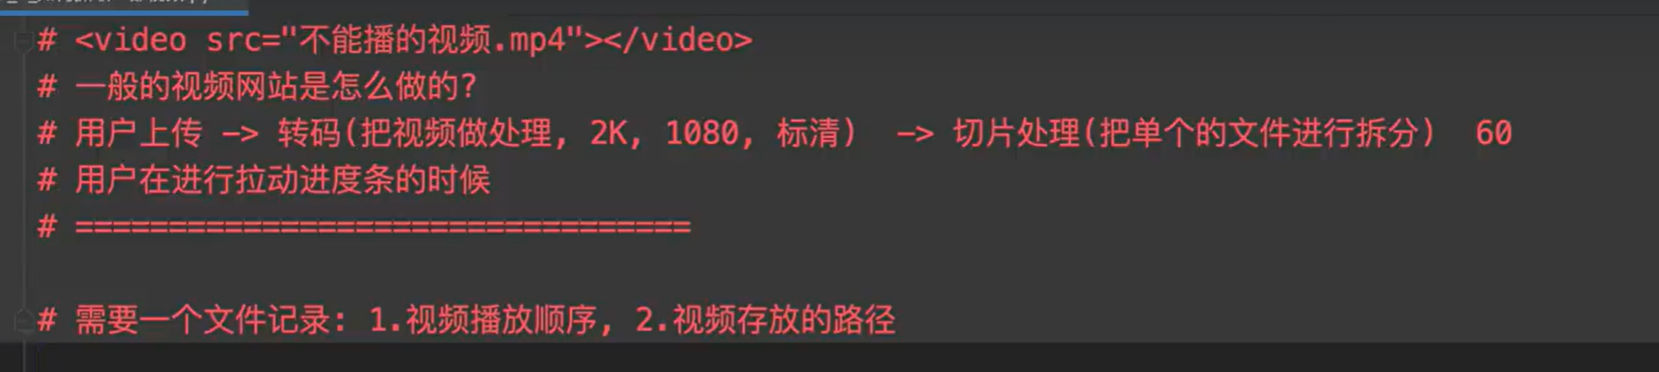 # <video src="不能播的视频.mp4"></video>
# 一般的视频网站是怎么做的?
# 用户上传 —> 转码(把视频做处理, 2K, 1080, 标清)  —> 切片处理(把单个的文件进行拆分)  60
# 用户在进行拉动进度条的时候
# =================================
# 需要一个文件记录: 1.视频播放顺序, 2.视频存放的路径